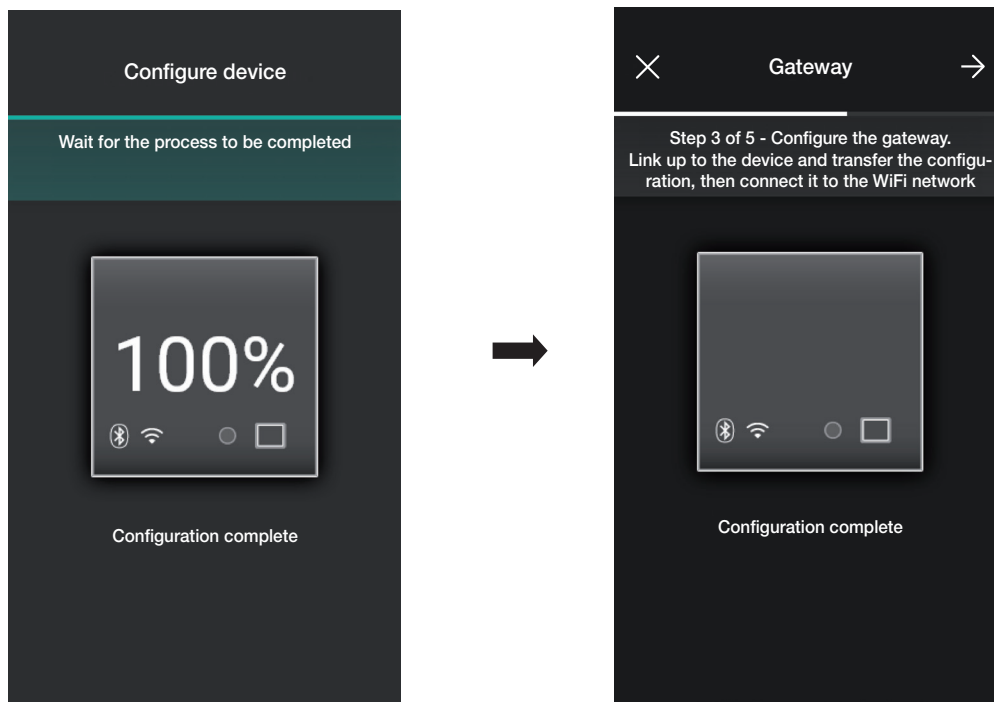 Configure device
Wait for the process to be completed
100%
Configuration complete
Gateway
Step 3 of 5 - Configure the gateway.
Link up to the device and transfer the configu-
ration, then connect it to the WiFi network
Configuration complete